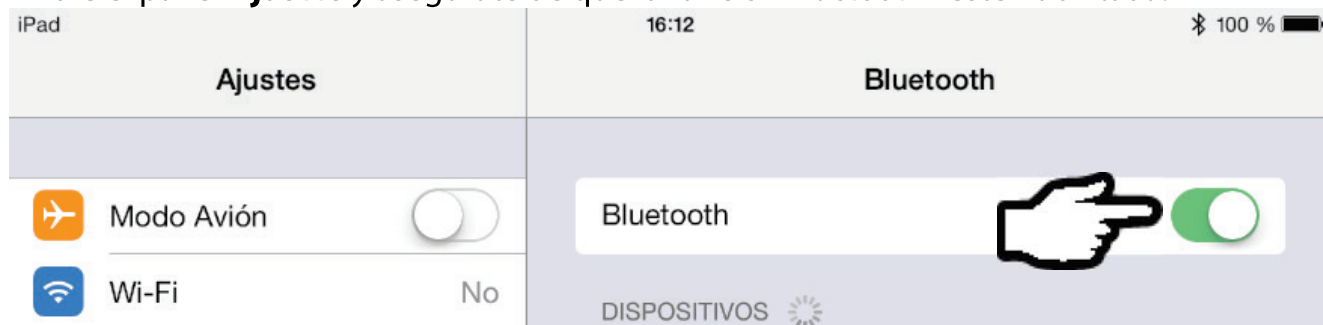 iPad 16:12 100 %
Ajustes Bluetooth
Modo Avión Bluetooth
Wi-Fi No
DISPOSITIVOS